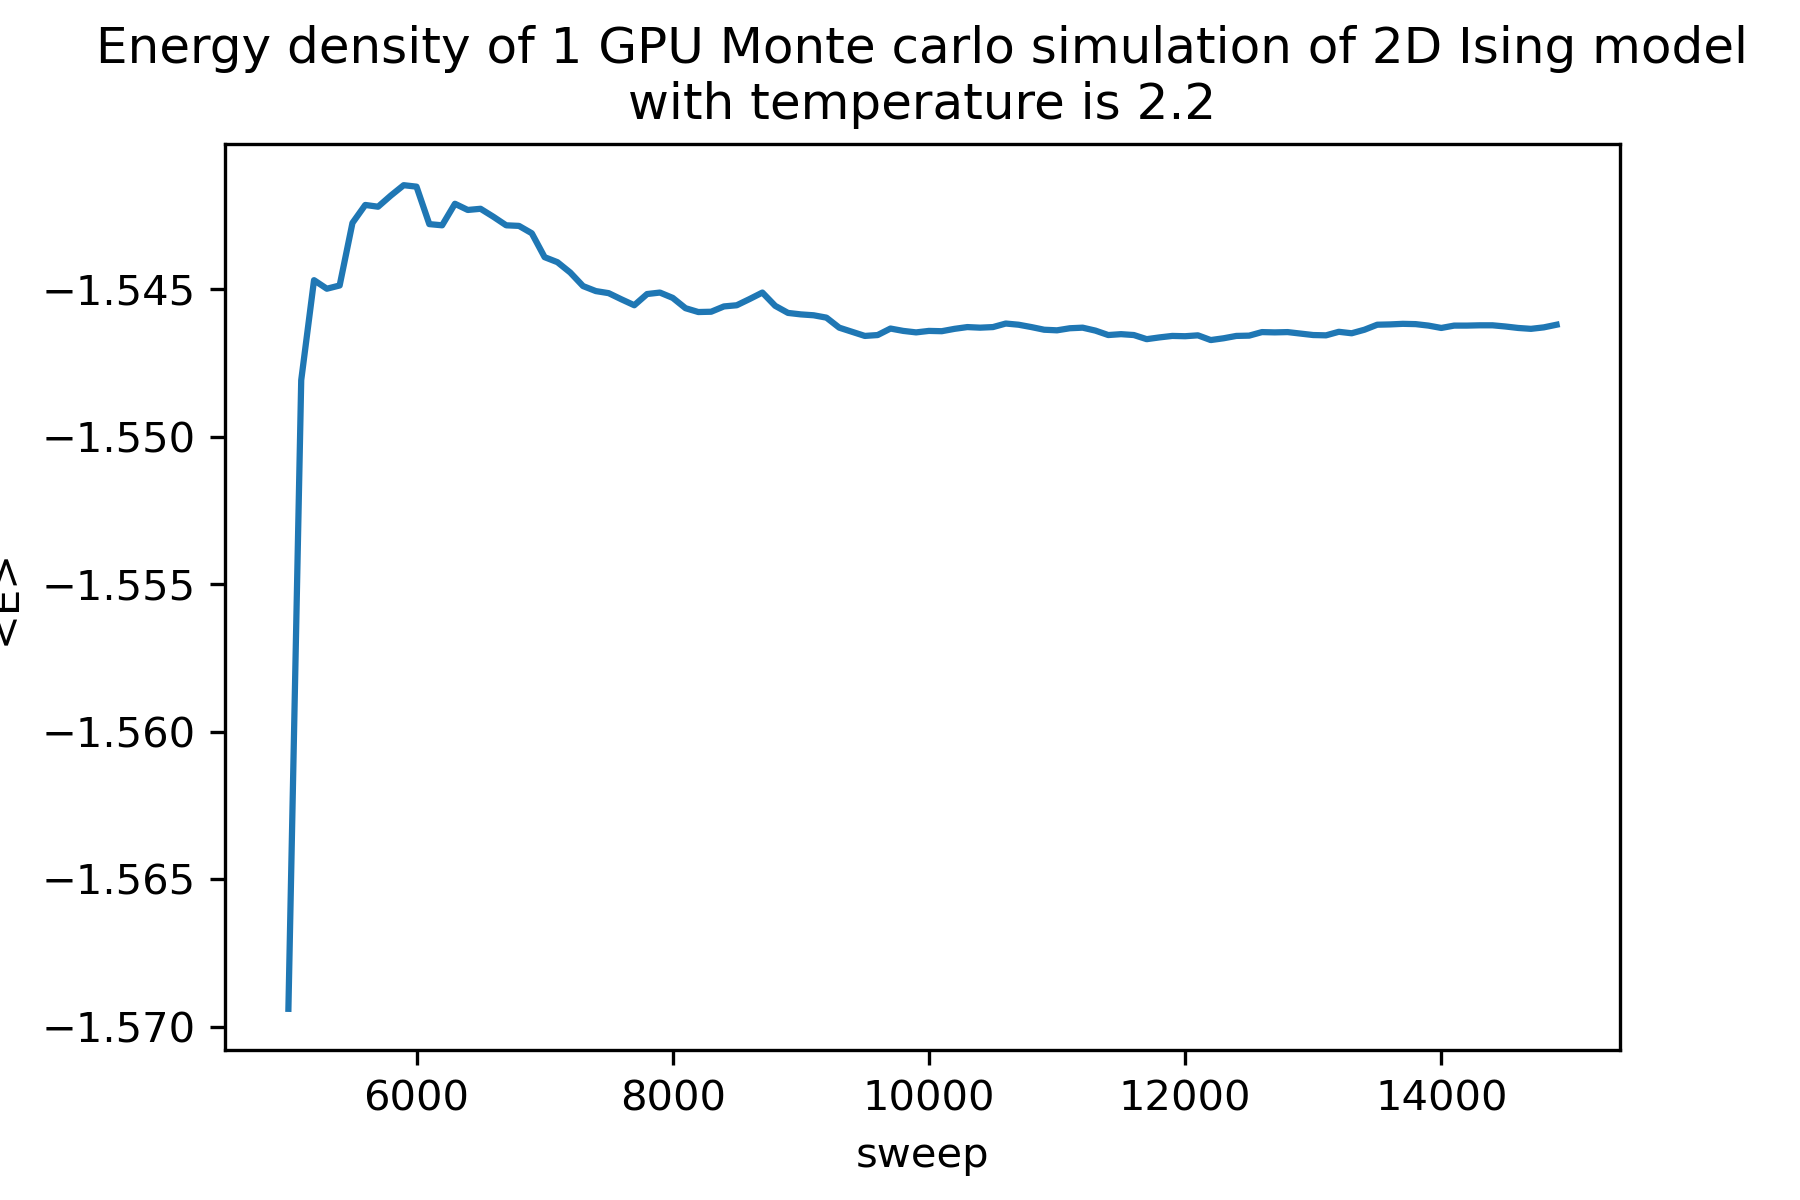 Energy density of 1 GPU Monte carlo simulation of 2D Ising model
with temperature is 2.2
<E>
−1.545
−1.550
−1.555
−1.560
−1.565
−1.570
6000 8000 10000 12000 14000
sweep